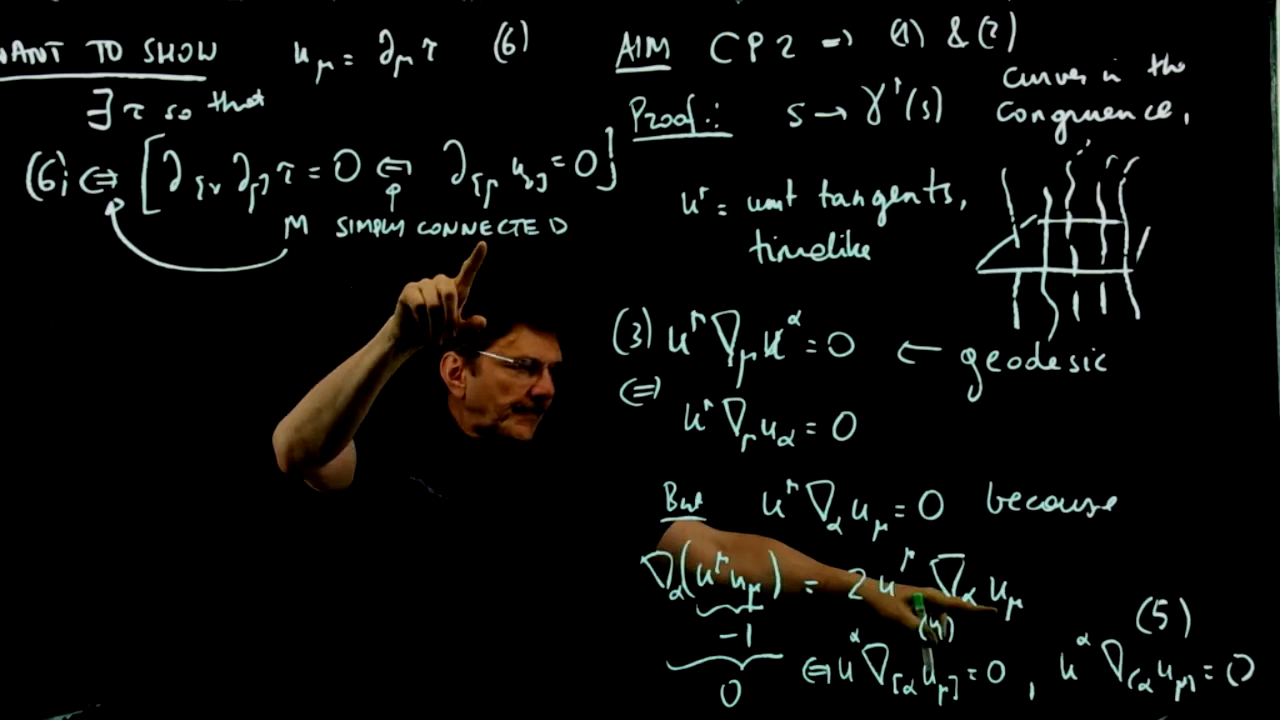 WANT TO SHOW u_μ = ∂_μ τ (6)
∃ τ so that
(6) ⇔ [∂_[ν ∂_μ] τ = 0 ⇔ ∂_[μ u_ν] = 0]
M SIMPLY CONNECTED
AIM CP2 ⇒ (1) & (2)
Proof: s → γ^μ(s) curves in the
congruence,
u^μ = unit tangents,
timelike
(3) u^μ ∇_μ u^α = 0 ← geodesic
⇔
u^μ ∇_μ u_α = 0
But u^μ ∇_α u_μ = 0 because
∇_α(u^μ u_μ) = 2 u^μ ∇_α u_μ
-1 (4) (5)
0 ⇒ u^α ∇_[α u_μ] = 0 , u^α ∇_(α u_μ) = 0